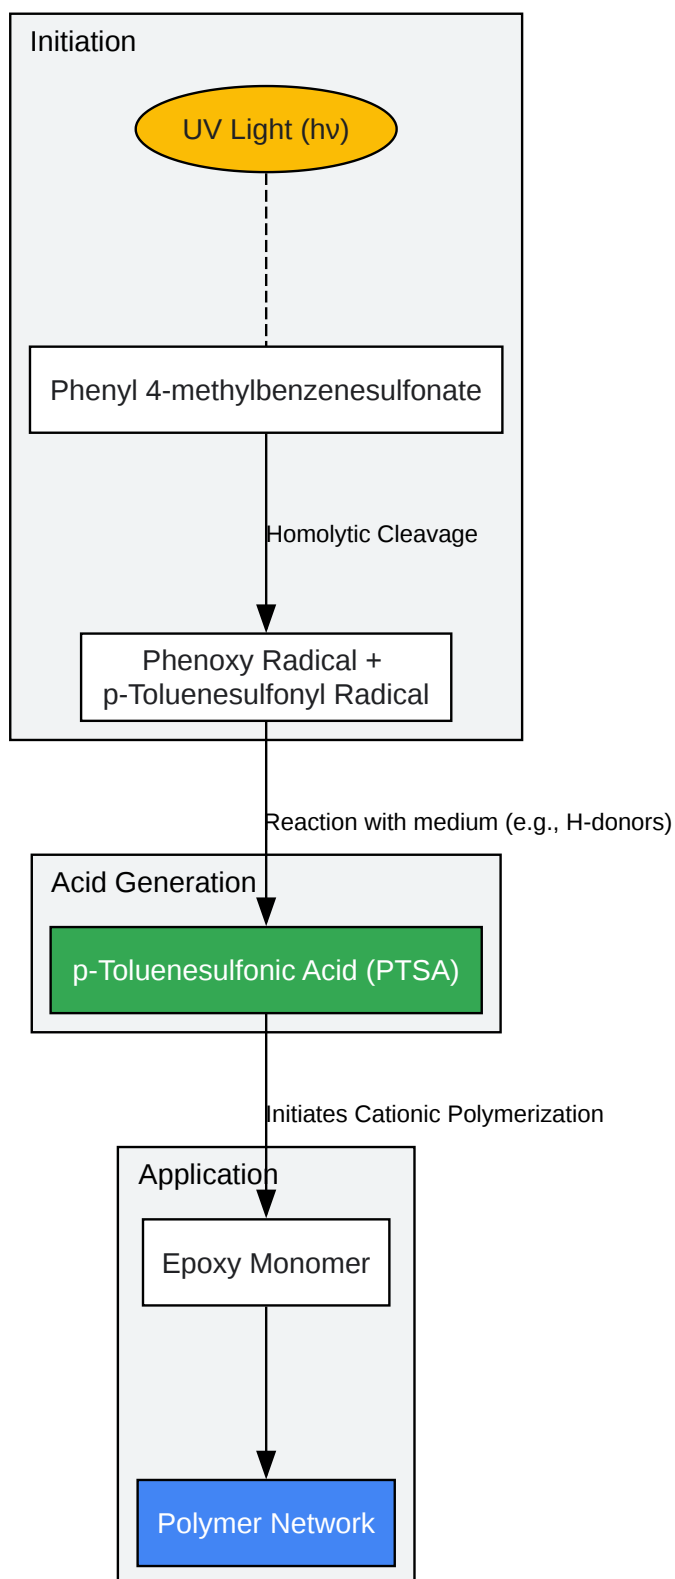 Initiation
UV Light (hν)
Phenyl 4-methylbenzenesulfonate
Homolytic Cleavage
Phenoxy Radical +
p-Toluenesulfonyl Radical
Reaction with medium (e.g., H-donors)
Acid Generation
p-Toluenesulfonic Acid (PTSA)
Initiates Cationic Polymerization
Application
Epoxy Monomer
Polymer Network